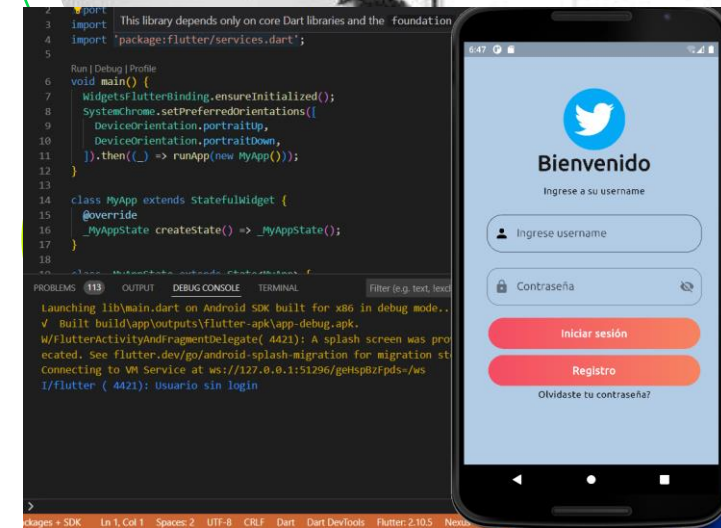 2 import
3 import This library depends only on core Dart libraries and the foundation
4 import 'package:flutter/services.dart';
5
Run | Debug | Profile
6 void main() {
7 WidgetsFlutterBinding.ensureInitialized();
8 SystemChrome.setPreferredOrientations([
9 DeviceOrientation.portraitUp,
10 DeviceOrientation.portraitDown,
11 ]).then((_) => runApp(new MyApp()));
12 }
13
14 class MyApp extends StatefulWidget {
15 @override
16 _MyAppState createState() => _MyAppState();
17 }
18
PROBLEMS 113 OUTPUT DEBUG CONSOLE TERMINAL Filter (e.g. text, !excl
Launching lib\main.dart on Android SDK built for x86 in debug mode..
√ Built build\app\outputs\flutter-apk\app-debug.apk.
W/FlutterActivityAndFragmentDelegate( 4421): A splash screen was pro
ecated. See flutter.dev/go/android-splash-migration for migration st
Connecting to VM Service at ws://127.0.0.1:51296/geHspBzFpds=/ws
I/flutter ( 4421): Usuario sin login
>
ckages + SDK Ln 1, Col 1 Spaces: 2 UTF-8 CRLF Dart Dart DevTools Flutter: 2.10.5 Nexus
6:47
Bienvenido
Ingrese a su username
Ingrese username
Contraseña
Iniciar sesión
Registro
Olvidaste tu contraseña?